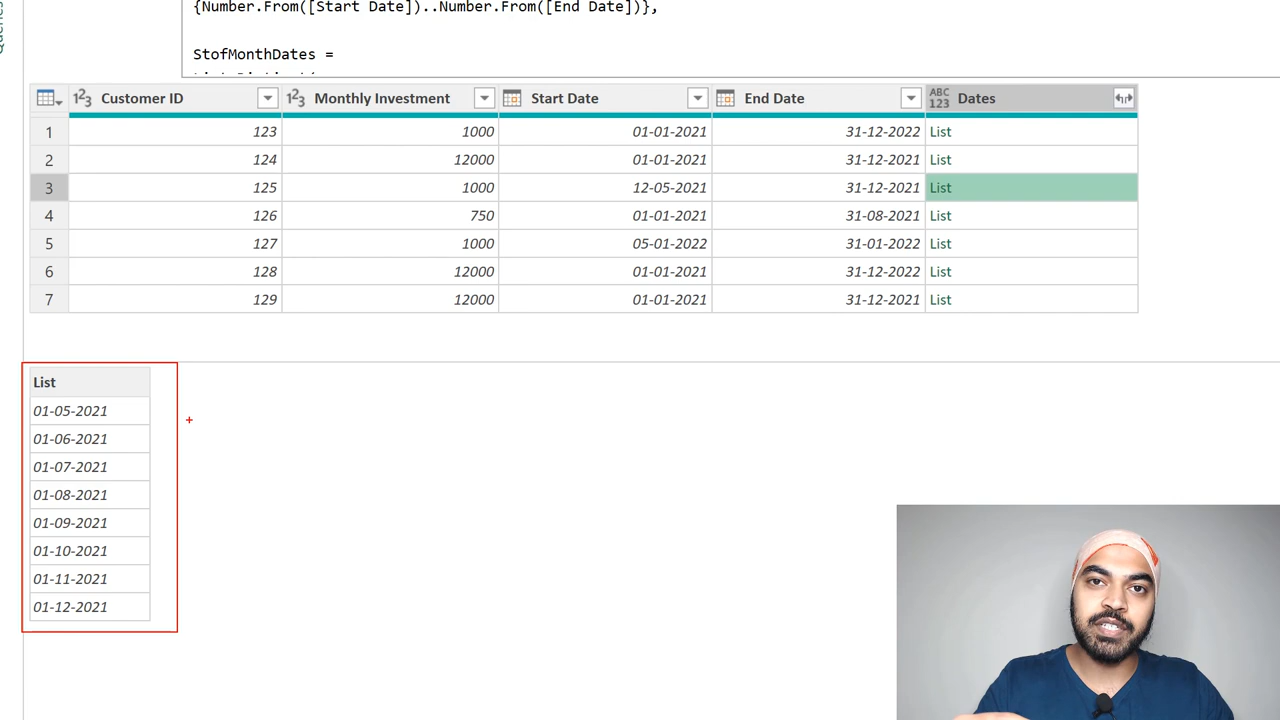 Queries
{Number.From([Start Date])..Number.From([End Date])},
StofMonthDates =
Customer ID Monthly Investment Start Date End Date ABC 123 Dates
1 123 1000 01-01-2021 31-12-2022 List
2 124 12000 01-01-2021 31-12-2021 List
3 125 1000 12-05-2021 31-12-2021 List
4 126 750 01-01-2021 31-08-2021 List
5 127 1000 05-01-2022 31-01-2022 List
6 128 12000 01-01-2021 31-12-2022 List
7 129 12000 01-01-2021 31-12-2021 List
List
01-05-2021
01-06-2021
01-07-2021
01-08-2021
01-09-2021
01-10-2021
01-11-2021
01-12-2021